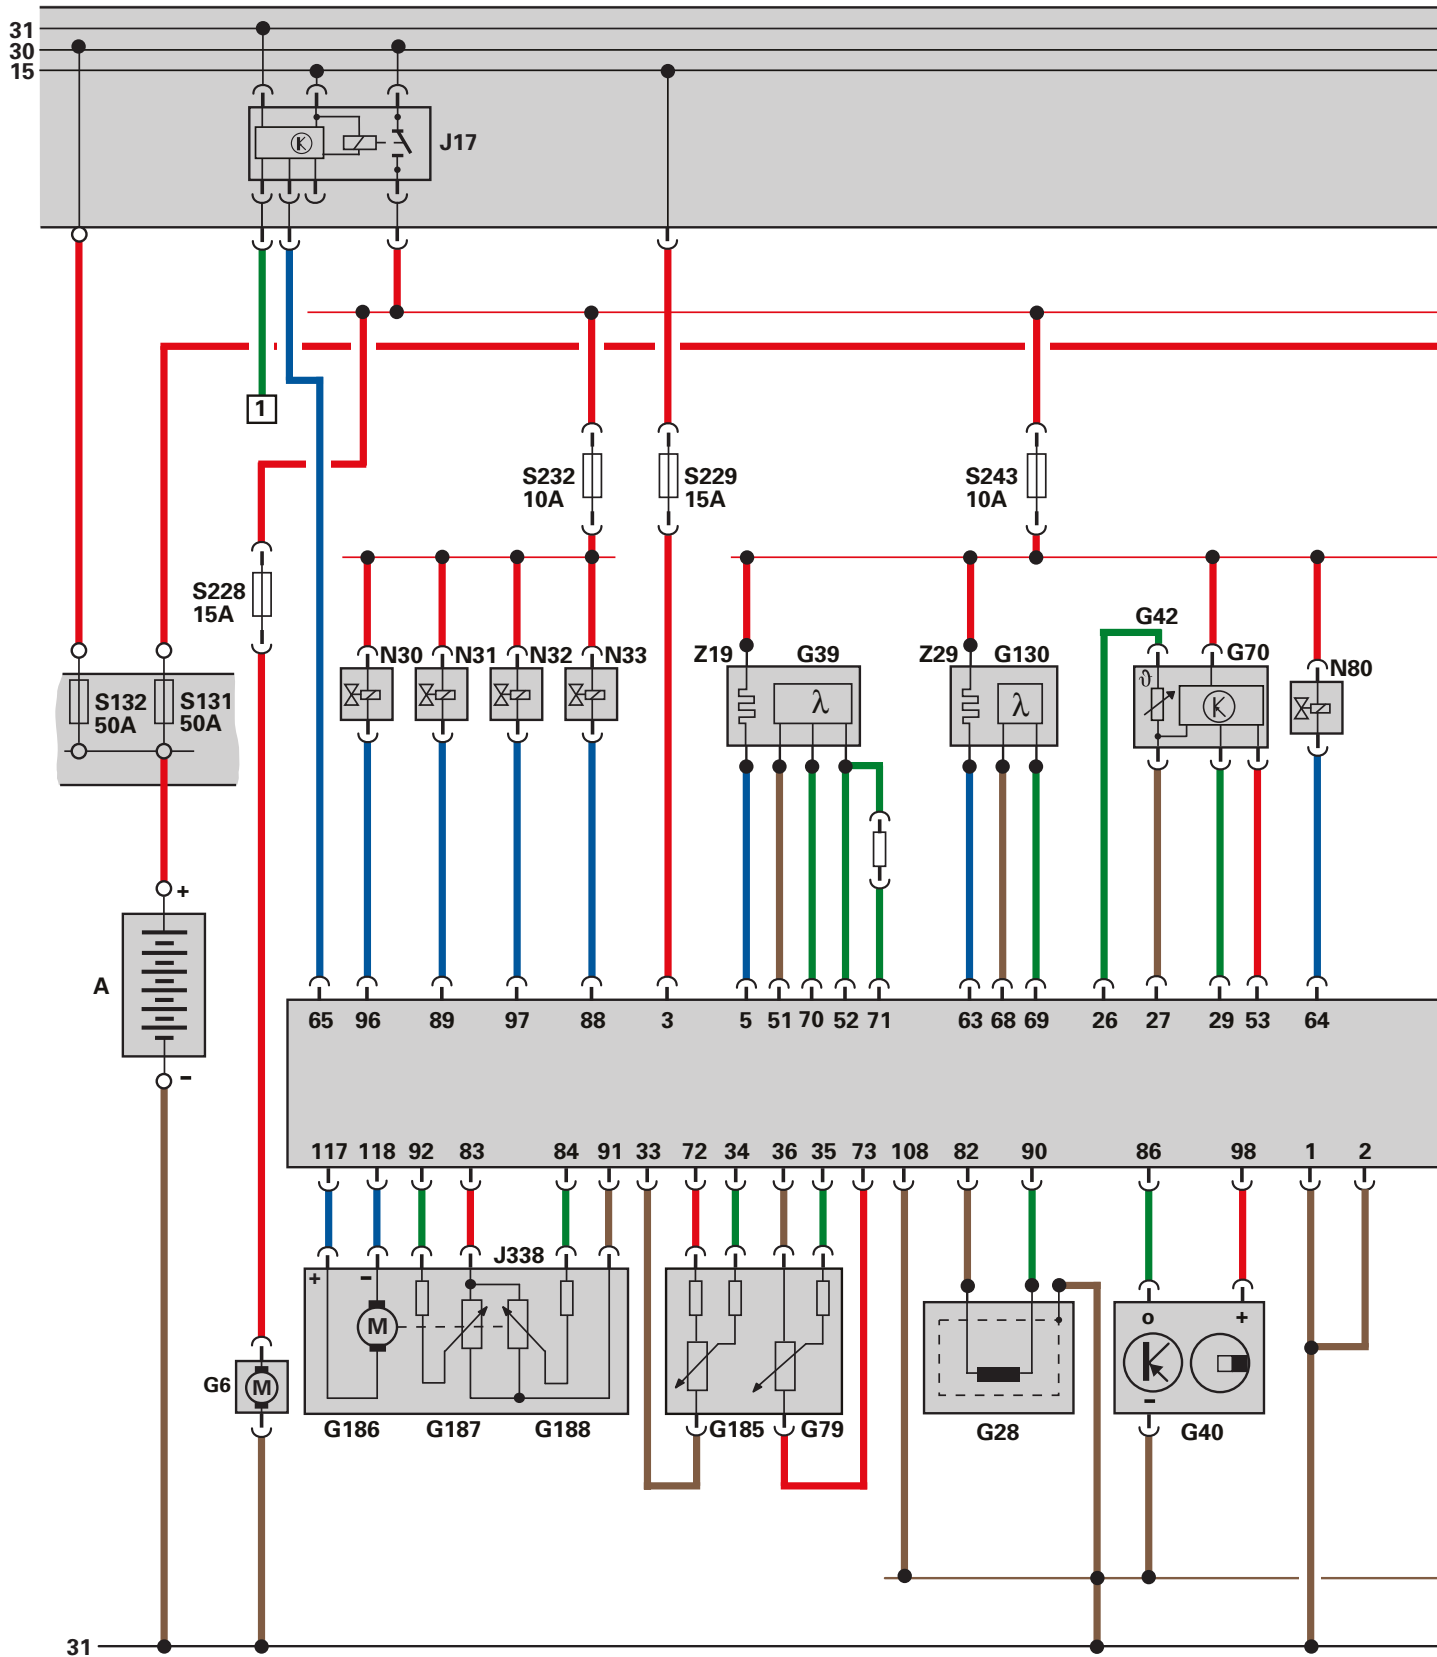 31
30
15
J17
1
S232
10A
S229
15A
S243
10A
S228
15A
G42
N30
N31
N32
N33
Z19
G39
Z29
G130
G70
N80
λ
λ
ϑ
S132
50A
S131
50A
+
A
-
65 96 89 97 88 3 5 51 70 52 71 63 68 69 26 27 29 53 64
117 118 92 83 84 91 33 72 34 36 35 73 108 82 90 86 98 1 2
J338
+ -
M
o +
-
G6
M
G186 G187 G188 G185 G79 G28 G40
31